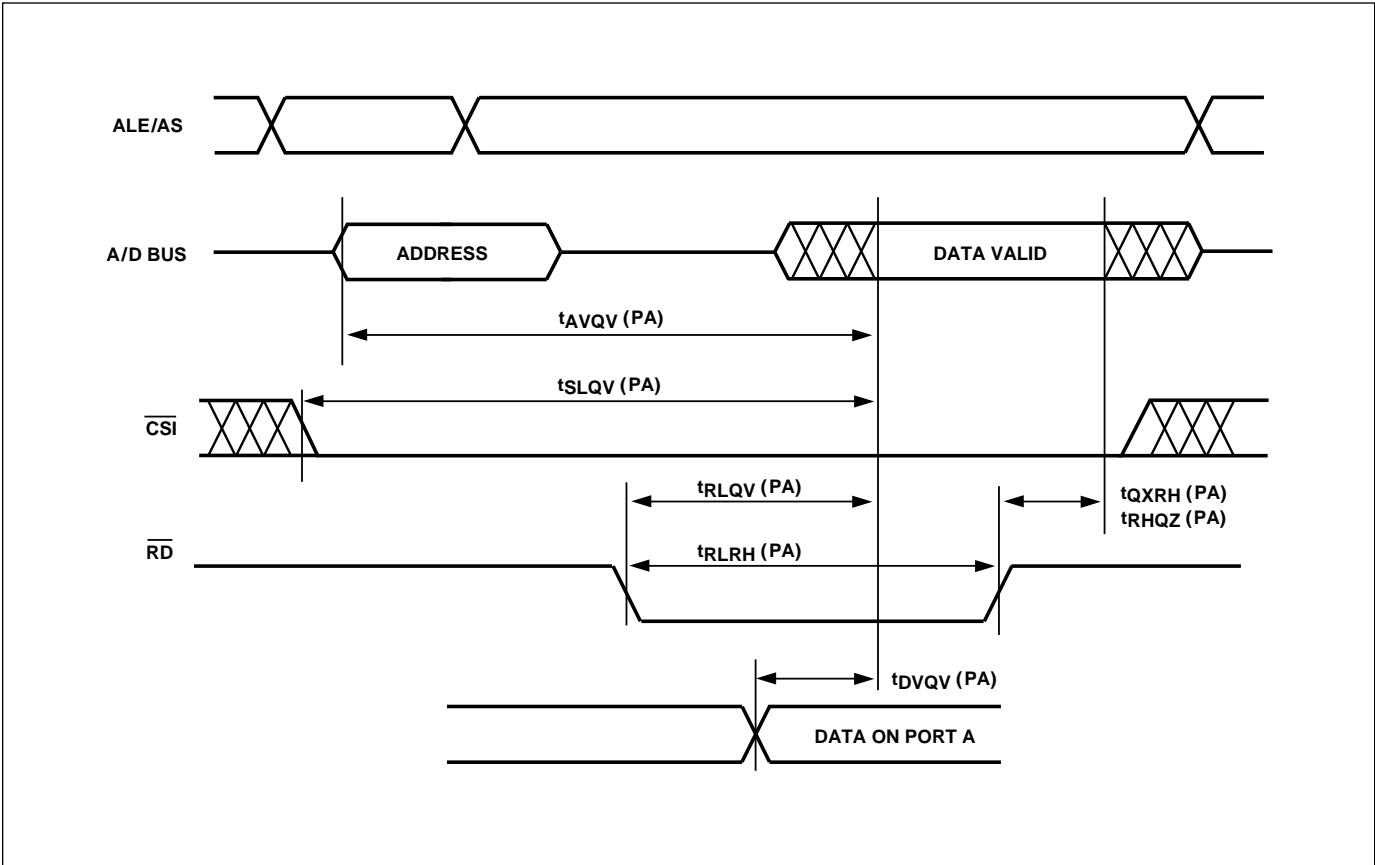 ALE/AS
A/D BUS
ADDRESS
DATA VALID
tAVQV (PA)
tSLQV (PA)
CSI
tRLQV (PA)
tQXRH (PA)
tRHQZ (PA)
RD
tRLRH (PA)
tDVQV (PA)
DATA ON PORT A